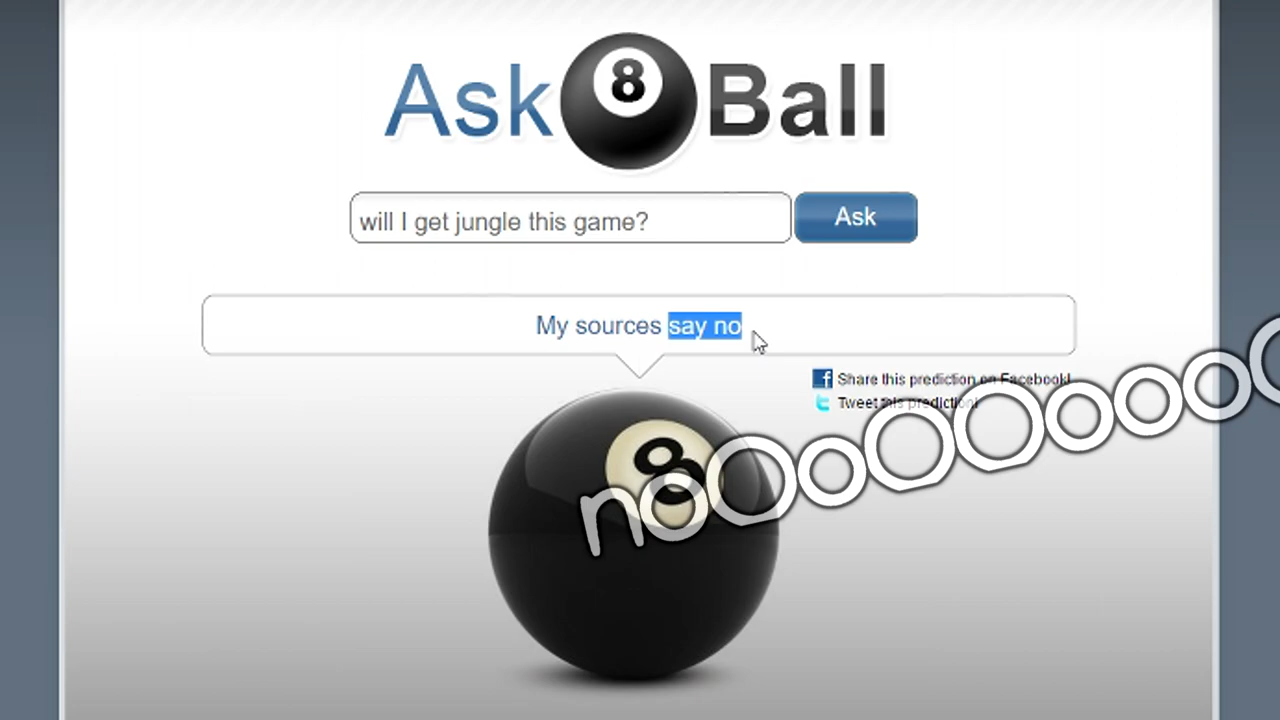 Ask 8 Ball
will I get jungle this game?
Ask
My sources say no
Share this prediction on Facebook!
Tweet this prediction!
8
noOoOOoooO